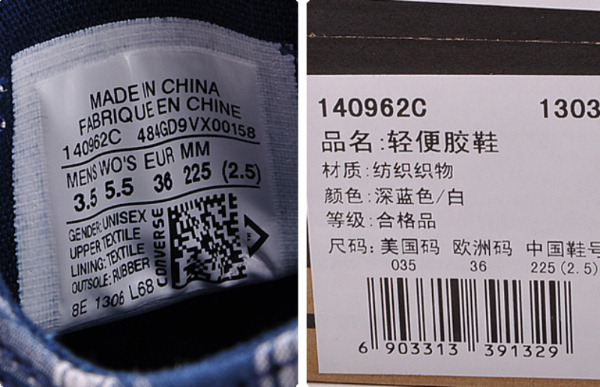 MADE IN CHINA
FABRIQUE EN CHINE
140962C 484GD9VX00158
MENS WO'S EUR MM
3.5 5.5 36 225 (2.5)
GENDER: UNISEX
UPPER: TEXTILE
LINING: TEXTILE
OUTSOLE: RUBBER
8E 1306 L68
CONVERSE
140962C 1303
品名:轻便胶鞋
材质:纺织织物
颜色:深蓝色/白
等级:合格品
尺码:美国码 欧洲码 中国鞋号
035 36 225(2.5)
6 903313 391329